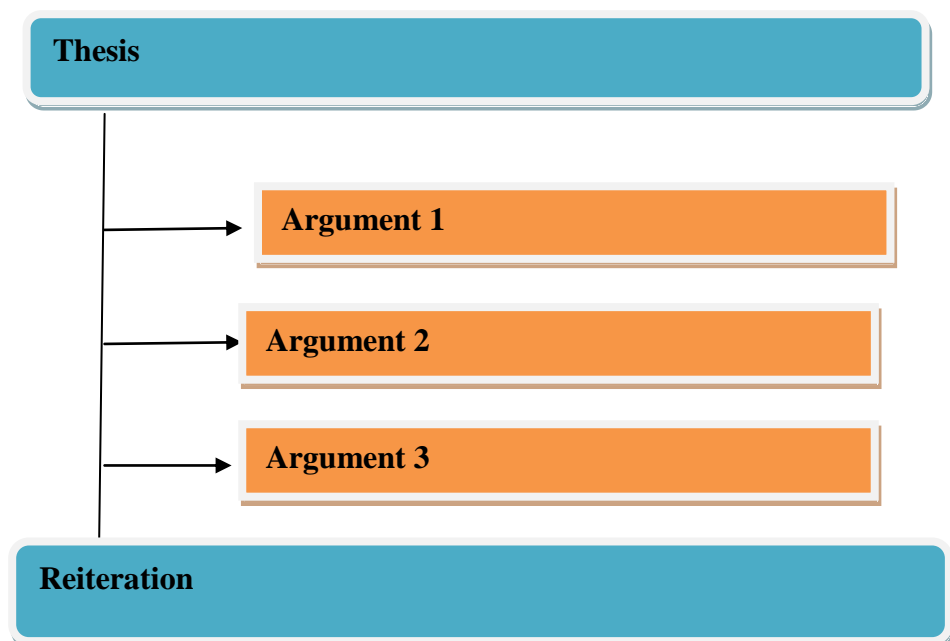 Thesis
Argument 1
Argument 2
Argument 3
Reiteration